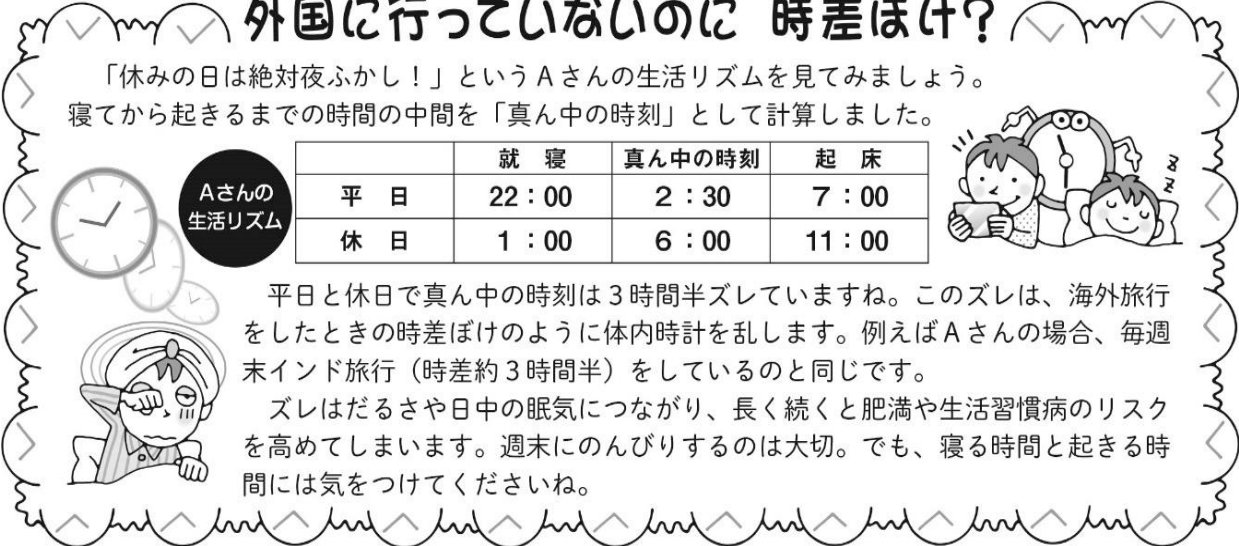 外国に行っていないのに 時差ぼけ？
「休みの日は絶対夜ふかし！」というＡさんの生活リズムを見てみましょう。
寝てから起きるまでの時間の中間を「真ん中の時刻」として計算しました。
Aさんの
生活リズム
就 寝 真ん中の時刻 起 床
平 日 22：00 2：30 7：00
休 日 1：00 6：00 11：00
平日と休日で真ん中の時刻は３時間半ズレていますね。このズレは、海外旅行
をしたときの時差ぼけのように体内時計を乱します。例えばＡさんの場合、毎週
末インド旅行（時差約３時間半）をしているのと同じです。
ズレはだるさや日中の眠気につながり、長く続くと肥満や生活習慣病のリスク
を高めてしまいます。週末にのんびりするのは大切。でも、寝る時間と起きる時
間には気をつけてくださいね。